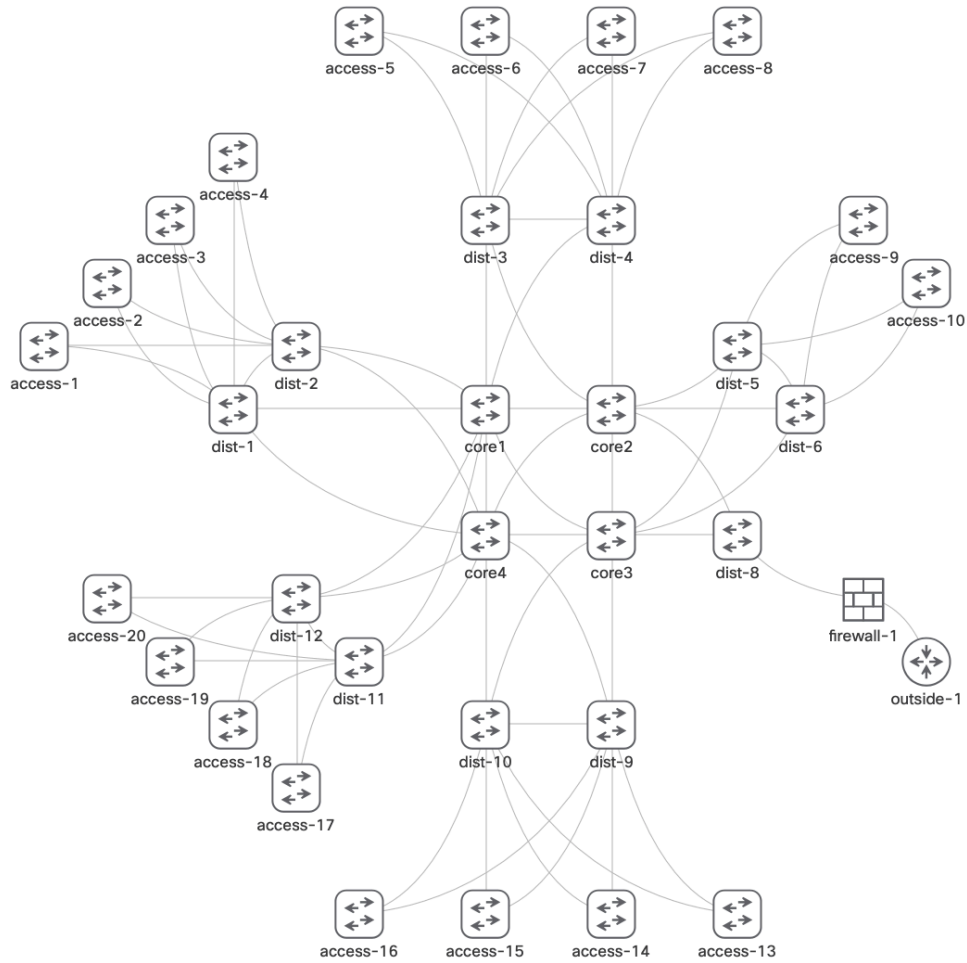 access-5
access-6
access-7
access-8
access-4
access-3
dist-3
dist-4
access-9
access-2
access-10
access-1
dist-2
dist-5
dist-1
core1
core2
dist-6
core4
core3
dist-8
access-20
dist-12
firewall-1
access-19
dist-11
outside-1
access-18
dist-10
dist-9
access-17
access-16
access-15
access-14
access-13